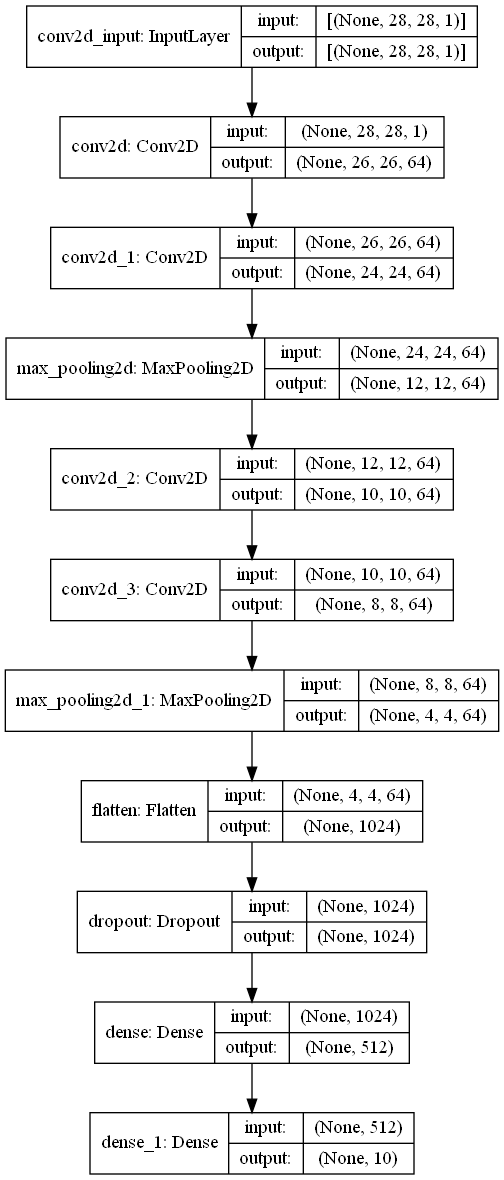 conv2d_input: InputLayer
input: [(None, 28, 28, 1)]
output: [(None, 28, 28, 1)]
conv2d: Conv2D
input: (None, 28, 28, 1)
output: (None, 26, 26, 64)
conv2d_1: Conv2D
input: (None, 26, 26, 64)
output: (None, 24, 24, 64)
max_pooling2d: MaxPooling2D
input: (None, 24, 24, 64)
output: (None, 12, 12, 64)
conv2d_2: Conv2D
input: (None, 12, 12, 64)
output: (None, 10, 10, 64)
conv2d_3: Conv2D
input: (None, 10, 10, 64)
output: (None, 8, 8, 64)
max_pooling2d_1: MaxPooling2D
input: (None, 8, 8, 64)
output: (None, 4, 4, 64)
flatten: Flatten
input: (None, 4, 4, 64)
output: (None, 1024)
dropout: Dropout
input: (None, 1024)
output: (None, 1024)
dense: Dense
input: (None, 1024)
output: (None, 512)
dense_1: Dense
input: (None, 512)
output: (None, 10)